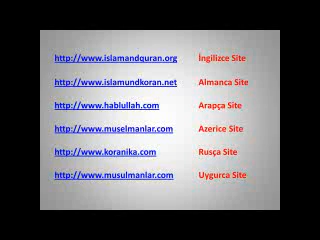 http://www.islamandquran.org İngilizce Site
http://www.islamundkoran.net Almanca Site
http://www.hablullah.com Arapça Site
http://www.muselmanlar.com Azerice Site
http://www.koranika.com Rusça Site
http://www.musulmanlar.com Uygurca Site